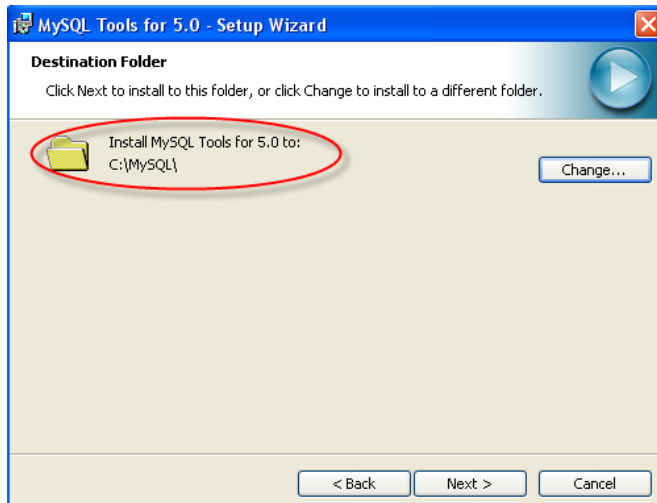 MySQL Tools for 5.0 - Setup Wizard
Destination Folder
Click Next to install to this folder, or click Change to install to a different folder.
Install MySQL Tools for 5.0 to:
C:\MySQL\
Change...
< Back
Next >
Cancel